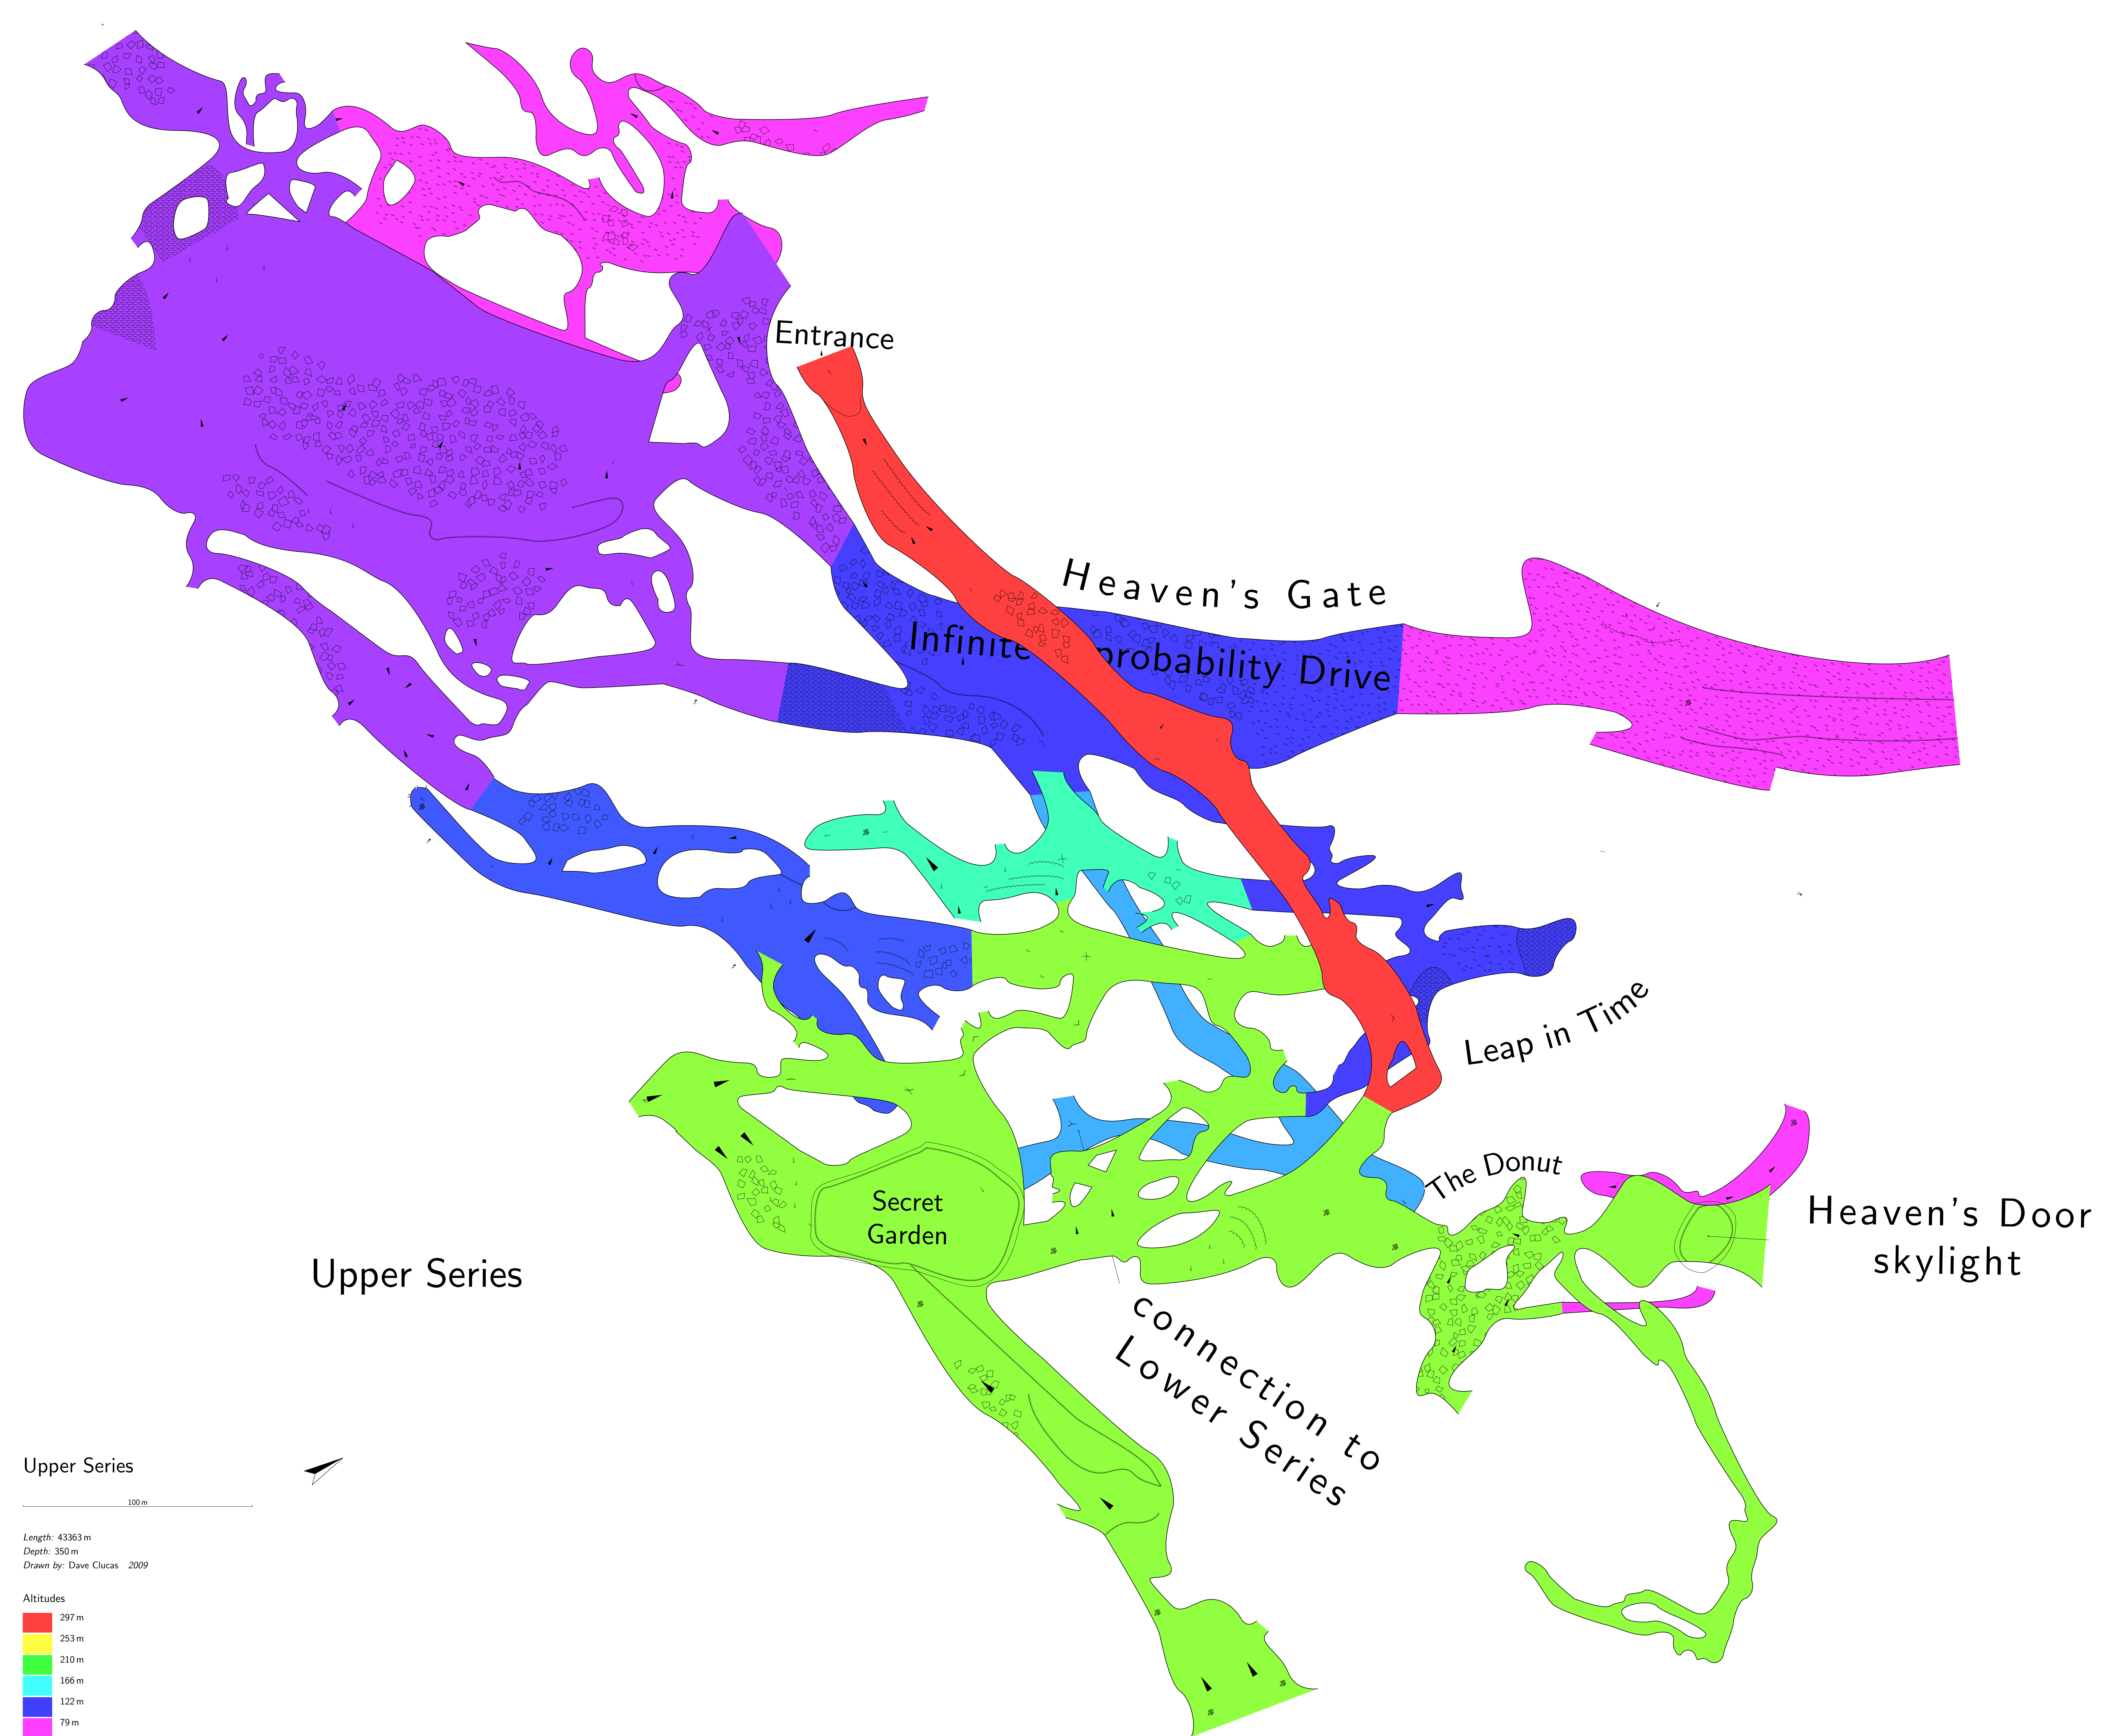 Entrance
Heaven's Gate
Infinite probability Drive
Leap in Time
The Donut
Heaven's Door
skylight
Secret
Garden
Upper Series
connection to
Lower Series
Upper Series
100 m
Length: 43363 m
Depth: 350 m
Drawn by: Dave Clucas 2009
Altitudes
297 m
253 m
210 m
166 m
122 m
79 m